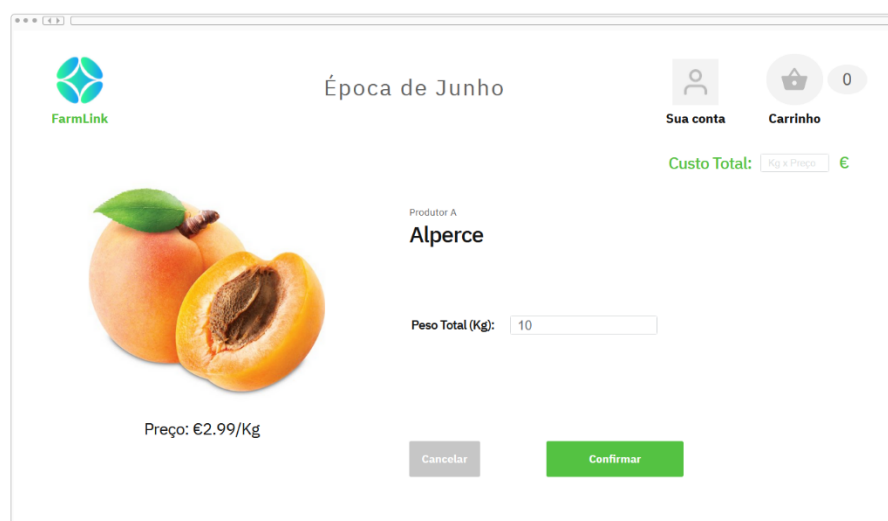 FarmLink
Época de Junho
Sua conta
Carrinho
0
Custo Total: Kg x Preço €
Produtor A
Alperce
Peso Total (Kg): 10
Preço: €2.99/Kg
Cancelar
Confirmar